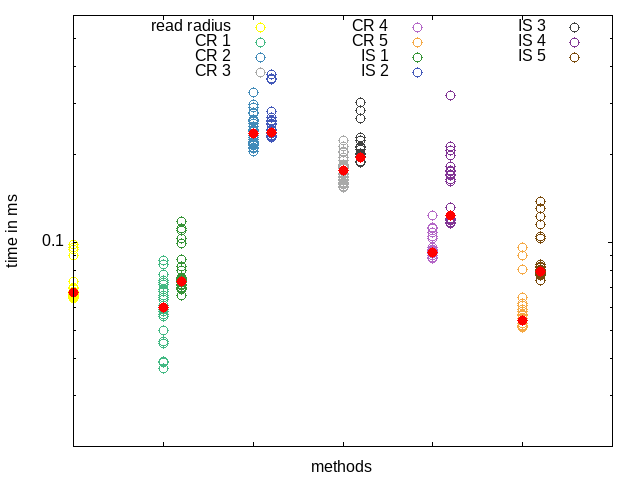 read radius CR 4 IS 3
CR 1 CR 5 IS 4
CR 2 IS 1 IS 5
CR 3 IS 2
time in ms
0.1
methods